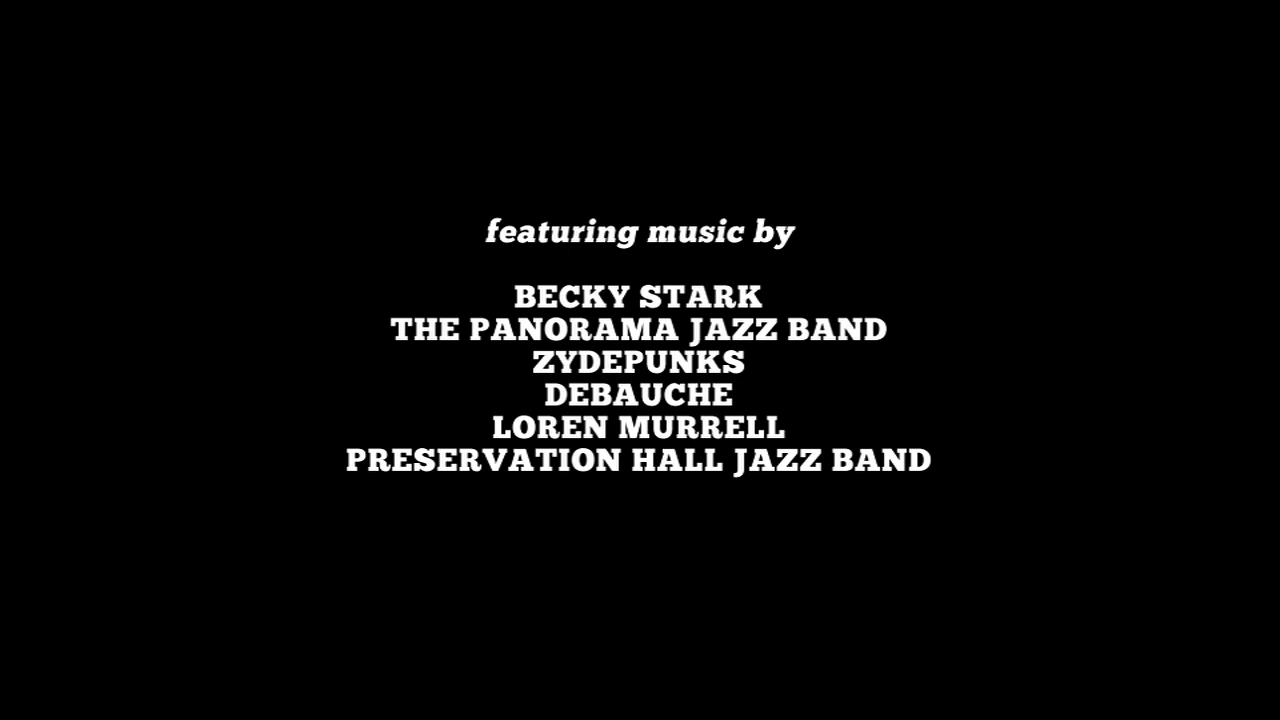 featuring music by
BECKY STARK
THE PANORAMA JAZZ BAND
ZYDEPUNKS
DEBAUCHE
LOREN MURRELL
PRESERVATION HALL JAZZ BAND